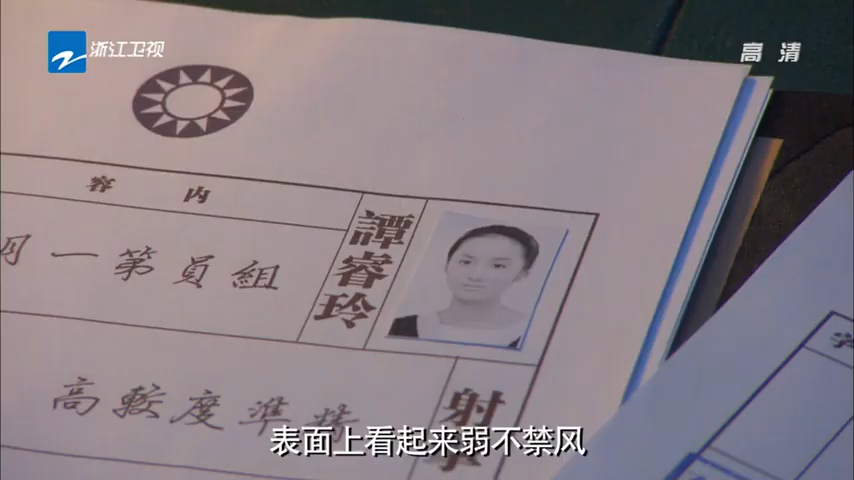 浙江卫视
高清
容 内
一第員組
譚睿玲
高較度準
射
表面上看起来弱不禁风